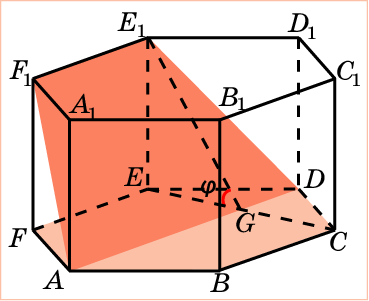 E₁ D₁
F₁ C₁
A₁ B₁
E φ D
F G C
A B